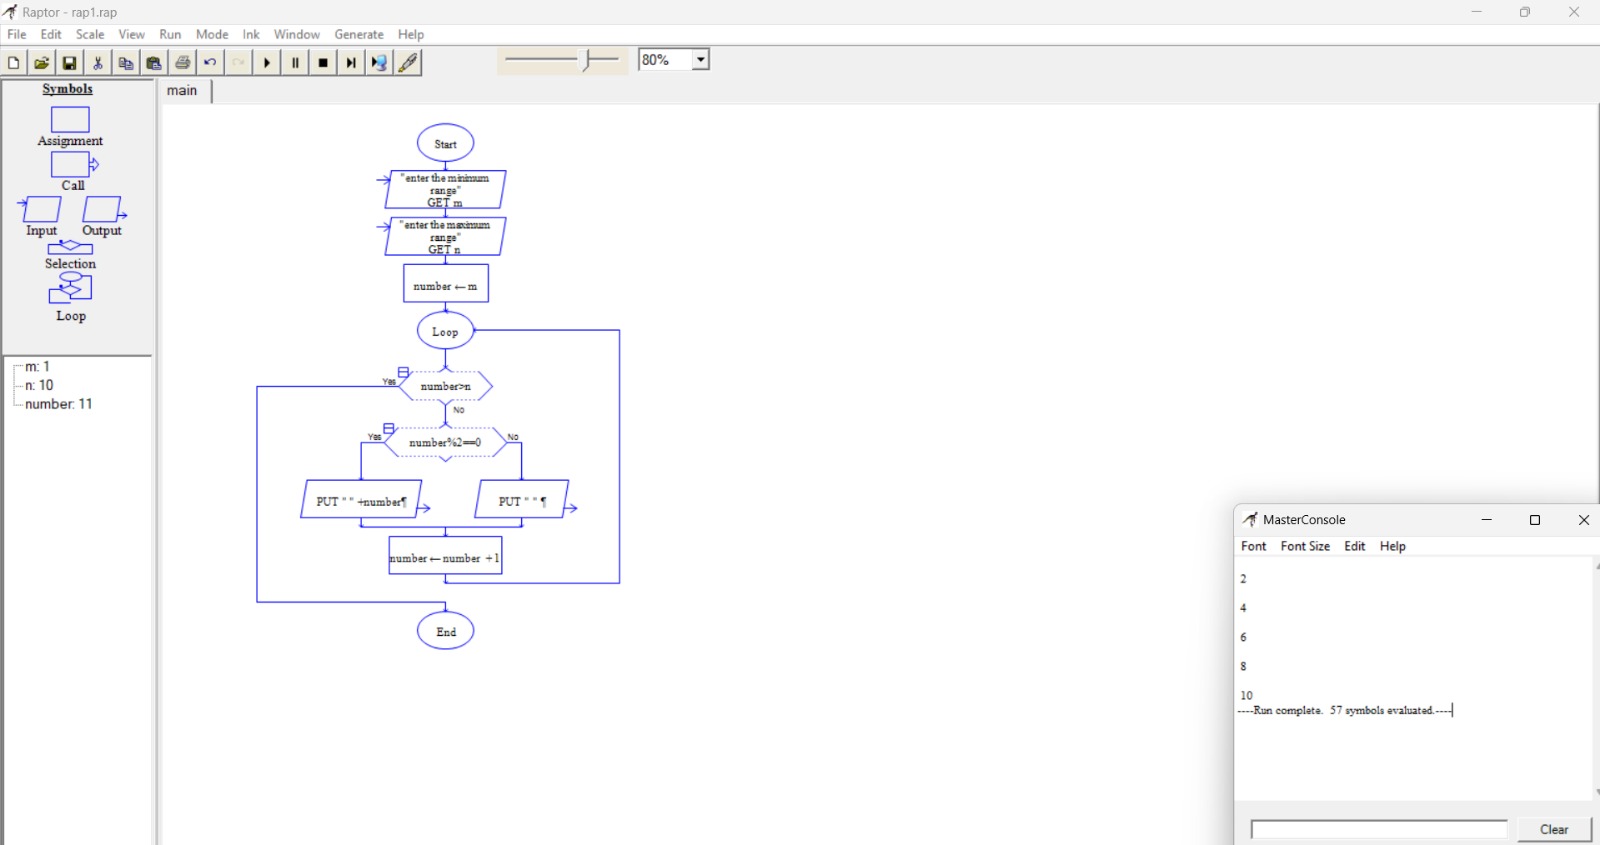 Raptor - rap1.rap
File Edit Scale View Run Mode Ink Window Generate Help
80%
Symbols
Assignment
Call
Input Output
Selection
Loop
m: 1
n: 10
number: 11
main
Start
"enter the minimum
range"
GET m
"enter the maximum
range"
GET n
number ← m
Loop
number>n
Yes
No
number%2==0
Yes
No
PUT " " +number¶
PUT " " ¶
number ← number +1
End
MasterConsole
Font Font Size Edit Help
2
4
6
8
10
----Run complete. 57 symbols evaluated.----
Clear